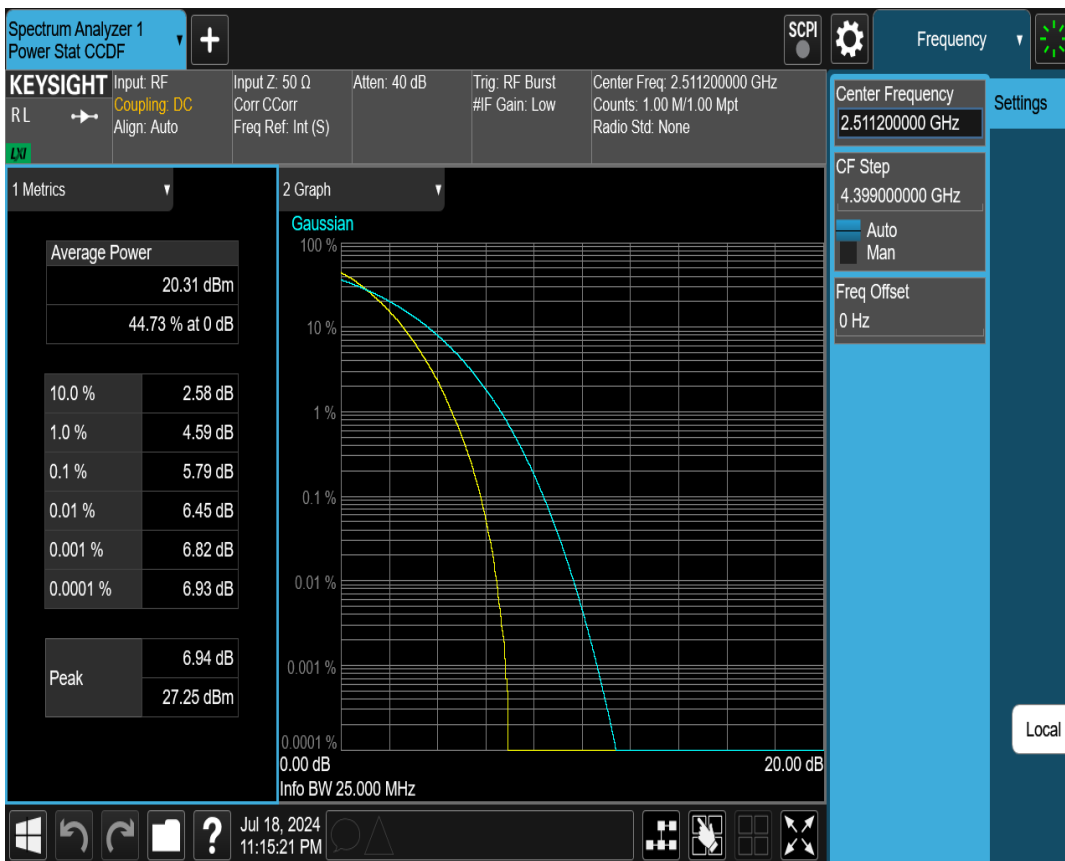 Spectrum Analyzer 1
Power Stat CCDF
SCPI
Frequency
KEYSIGHT
RL
LXI
Input: RF
Coupling: DC
Align: Auto
Input Z: 50 Ω
Corr CCorr
Freq Ref: Int (S)
Atten: 40 dB
Trig: RF Burst
#IF Gain: Low
Center Freq: 2.511200000 GHz
Counts: 1.00 M/1.00 Mpt
Radio Std: None
Center Frequency
2.511200000 GHz
Settings
CF Step
4.399000000 GHz
Auto
Man
Freq Offset
0 Hz
1 Metrics
Average Power
20.31 dBm
44.73 % at 0 dB
10.0 % 2.58 dB
1.0 % 4.59 dB
0.1 % 5.79 dB
0.01 % 6.45 dB
0.001 % 6.82 dB
0.0001 % 6.93 dB
Peak
6.94 dB
27.25 dBm
2 Graph
Gaussian
100 %
10 %
1 %
0.1 %
0.01 %
0.001 %
0.0001 %
0.00 dB 20.00 dB
Info BW 25.000 MHz
Local
?
Jul 18, 2024
11:15:21 PM